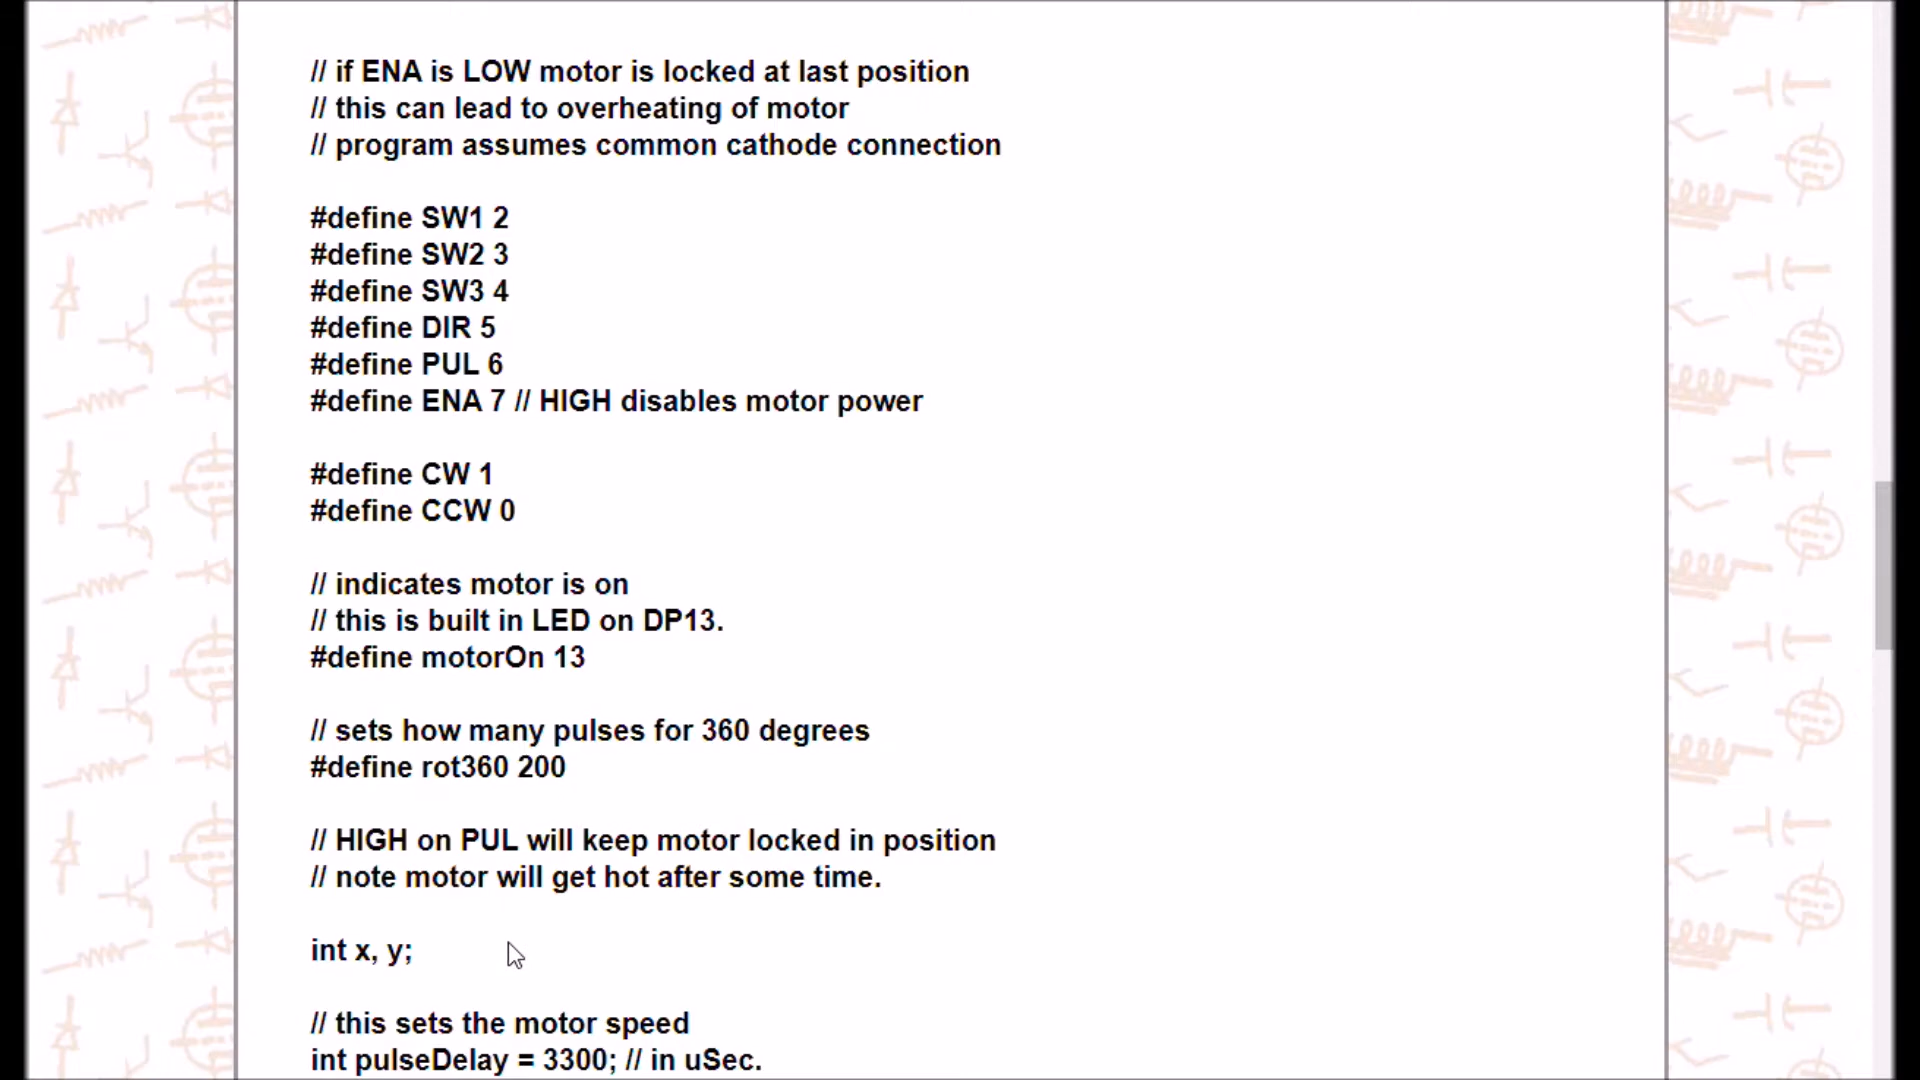 // if ENA is LOW motor is locked at last position
// this can lead to overheating of motor
// program assumes common cathode connection
#define SW1 2
#define SW2 3
#define SW3 4
#define DIR 5
#define PUL 6
#define ENA 7 // HIGH disables motor power
#define CW 1
#define CCW 0
// indicates motor is on
// this is built in LED on DP13.
#define motorOn 13
// sets how many pulses for 360 degrees
#define rot360 200
// HIGH on PUL will keep motor locked in position
// note motor will get hot after some time.
int x, y;
// this sets the motor speed
int pulseDelay = 3300; // in uSec.